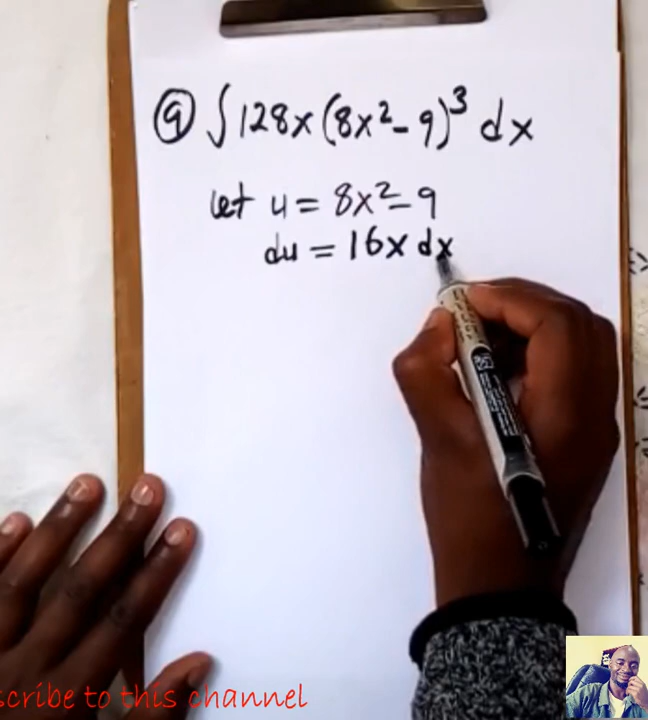 ⑨ ∫ 128x (8x² - 9)³ dx
let u = 8x² - 9
du = 16x dx
scribe to this channel